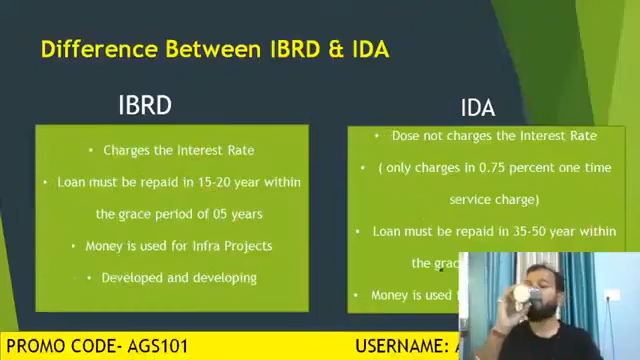 Difference Between IBRD & IDA
IBRD
• Charges the Interest Rate
• Loan must be repaid in 15-20 year within
the grace period of 05 years
• Money is used for Infra Projects
• Developed and developing
IDA
• Dose not charges the Interest Rate
• ( only charges in 0.75 percent one time
service charge)
• Loan must be repaid in 35-50 year within
the grac
• Money is used
PROMO CODE- AGS101
USERNAME: